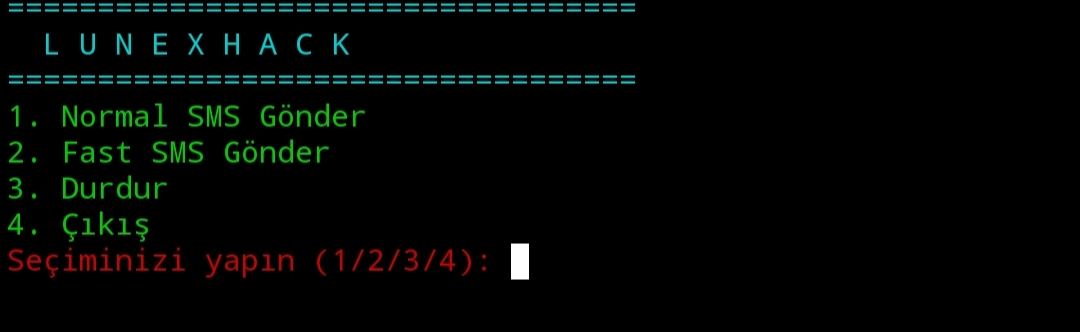 ===================================
L U N E X H A C K
===================================
1. Normal SMS Gönder
2. Fast SMS Gönder
3. Durdur
4. Çıkış
Seçiminizi yapın (1/2/3/4):